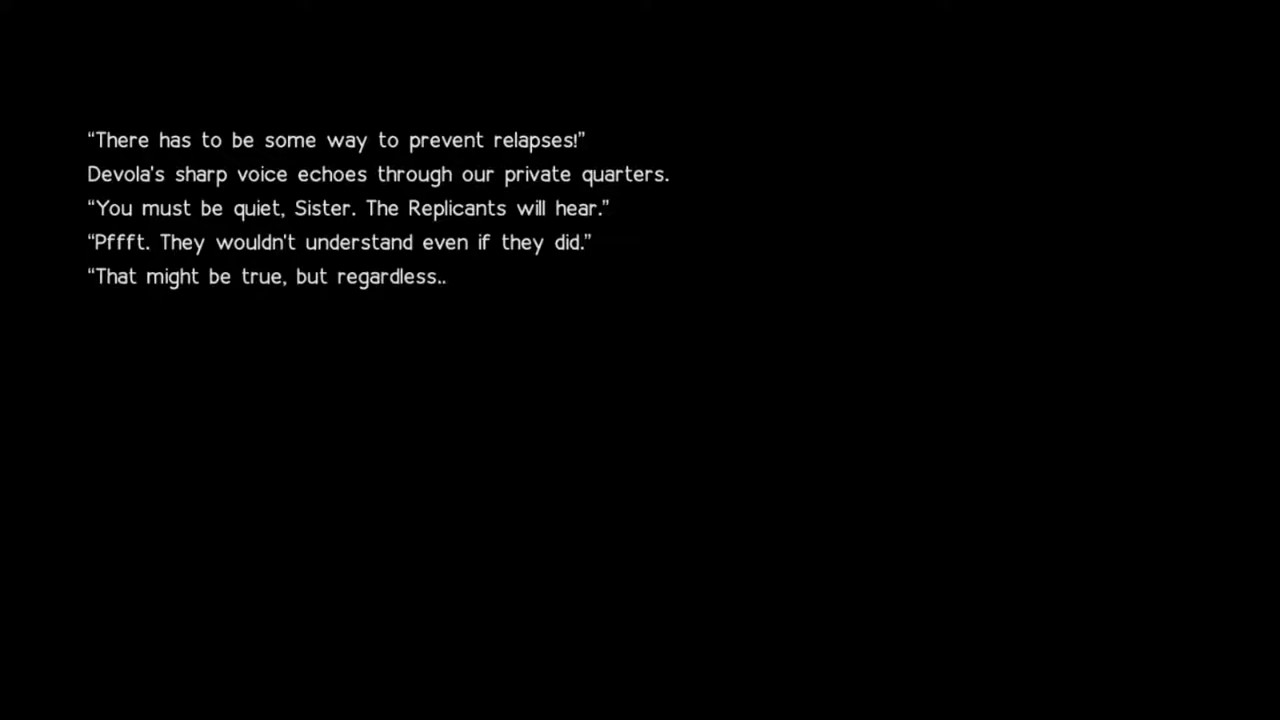 “There has to be some way to prevent relapses!”
Devola's sharp voice echoes through our private quarters.
“You must be quiet, Sister. The Replicants will hear.”
“Pffft. They wouldn't understand even if they did.”
“That might be true, but regardless..